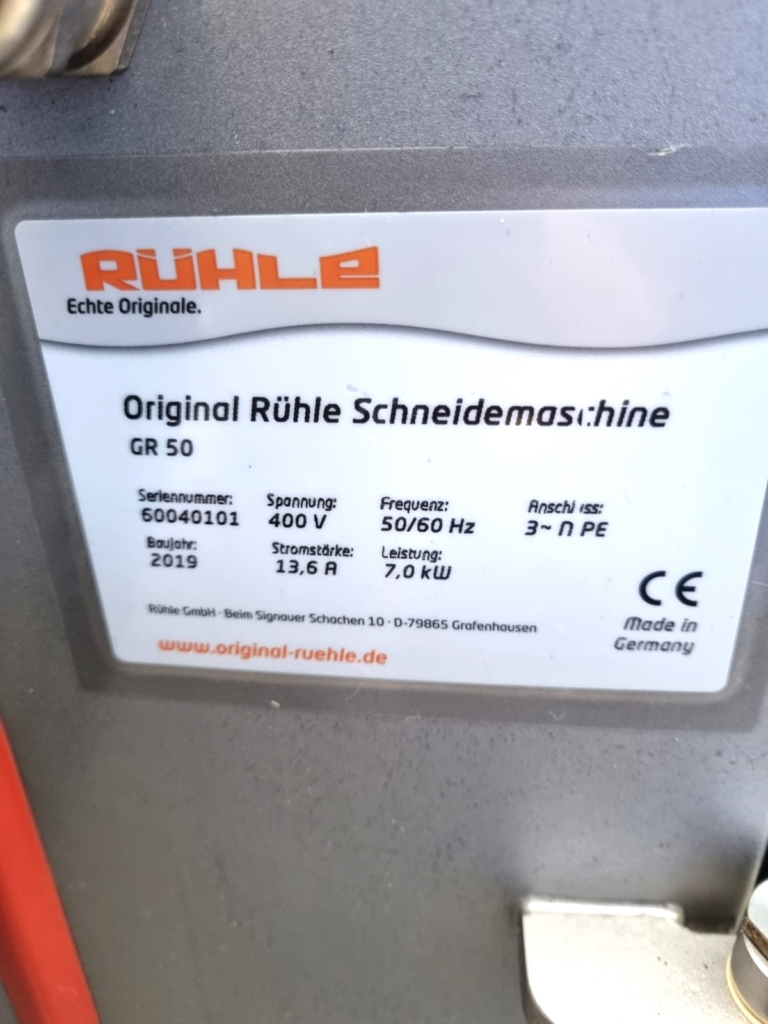 RÜHLE
Echte Originale.
Original Rühle Schneidemaschine
GR 50
Seriennummer: Spannung: Frequenz: Anschluss:
60040101 400 V 50/60 Hz 3~ N PE
Baujahr: Stromstärke: Leistung:
2019 13,6 A 7,0 kW
CE
Rühle GmbH · Beim Signauer Schachen 10 · D-79865 Grafenhausen
Made in
Germany
www.original-ruehle.de